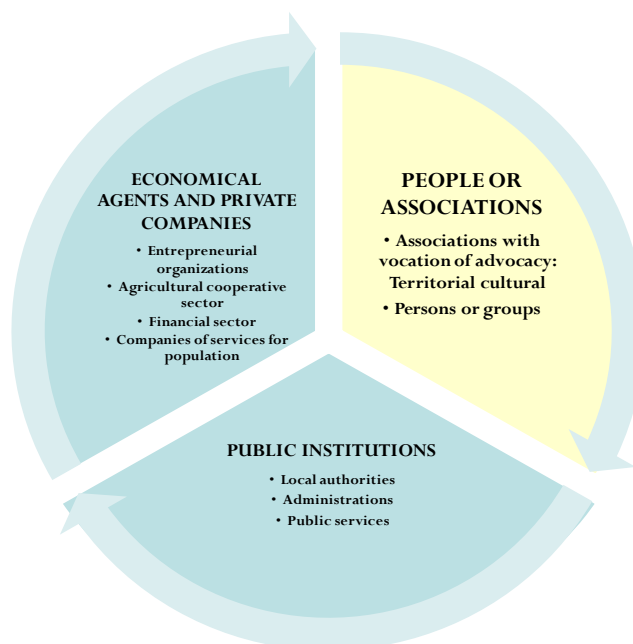 ECONOMICAL
AGENTS AND PRIVATE
COMPANIES
• Entrepreneurial
organizations
• Agricultural cooperative
sector
• Financial sector
• Companies of services for
population
PEOPLE OR
ASSOCIATIONS
• Associations with
vocation of advocacy:
Territorial cultural
• Persons or groups
PUBLIC INSTITUTIONS
• Local authorities
• Administrations
• Public services